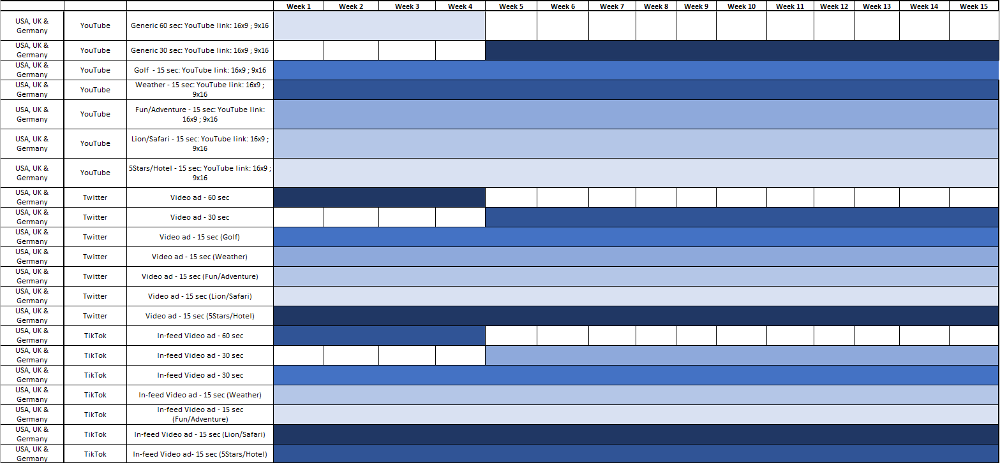 Week 1 Week 2 Week 3 Week 4 Week 5 Week 6 Week 7 Week 8 Week 9 Week 10 Week 11 Week 12 Week 13 Week 14 Week 15
USA, UK &
Germany
YouTube
Generic 60 sec: YouTube link: 16x9 ; 9x16
USA, UK &
Germany
YouTube
Generic 30 sec: YouTube link: 16x9 ; 9x16
USA, UK &
Germany
YouTube
Golf - 15 sec: YouTube link: 16x9 ; 9x16
USA, UK &
Germany
YouTube
Weather - 15 sec: YouTube link: 16x9 ;
9x16
USA, UK &
Germany
YouTube
Fun/Adventure - 15 sec: YouTube link:
16x9 ; 9x16
USA, UK &
Germany
YouTube
Lion/Safari - 15 sec: YouTube link: 16x9 ;
9x16
USA, UK &
Germany
YouTube
5Stars/Hotel - 15 sec: YouTube link: 16x9 ;
9x16
USA, UK &
Germany
Twitter
Video ad - 60 sec
USA, UK &
Germany
Twitter
Video ad - 30 sec
USA, UK &
Germany
Twitter
Video ad - 15 sec (Golf)
USA, UK &
Germany
Twitter
Video ad - 15 sec (Weather)
USA, UK &
Germany
Twitter
Video ad - 15 sec (Fun/Adventure)
USA, UK &
Germany
Twitter
Video ad - 15 sec (Lion/Safari)
USA, UK &
Germany
Twitter
Video ad - 15 sec (5Stars/Hotel)
USA, UK &
Germany
TikTok
In-feed Video ad - 60 sec
USA, UK &
Germany
TikTok
In-feed Video ad - 30 sec
USA, UK &
Germany
TikTok
In-feed Video ad - 30 sec
USA, UK &
Germany
TikTok
In-feed Video ad - 15 sec (Weather)
USA, UK &
Germany
TikTok
In-feed Video ad - 15 sec
(Fun/Adventure)
USA, UK &
Germany
TikTok
In-feed Video ad - 15 sec (Lion/Safari)
USA, UK &
Germany
TikTok
In-feed Video ad- 15 sec (5Stars/Hotel)